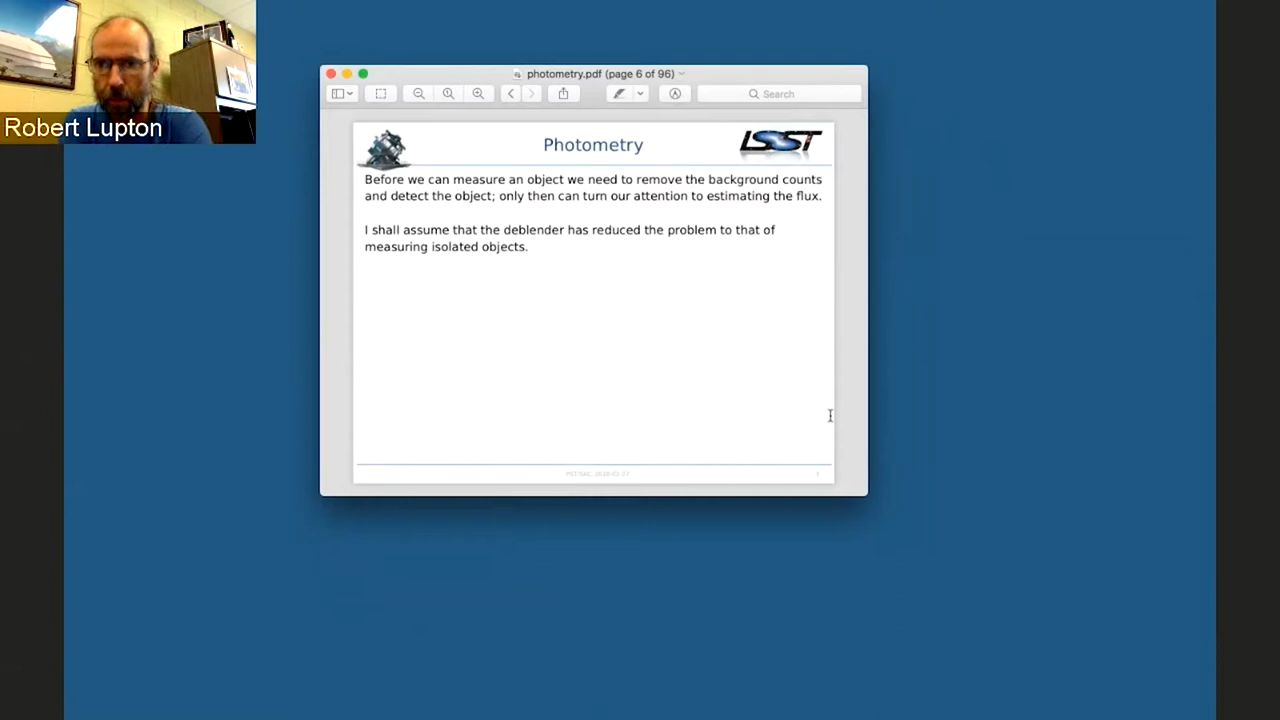 Robert Lupton
photometry.pdf (page 6 of 96)
Search
Photometry
LSST
Before we can measure an object we need to remove the background counts
and detect the object; only then can turn our attention to estimating the flux.
I shall assume that the deblender has reduced the problem to that of
measuring isolated objects.